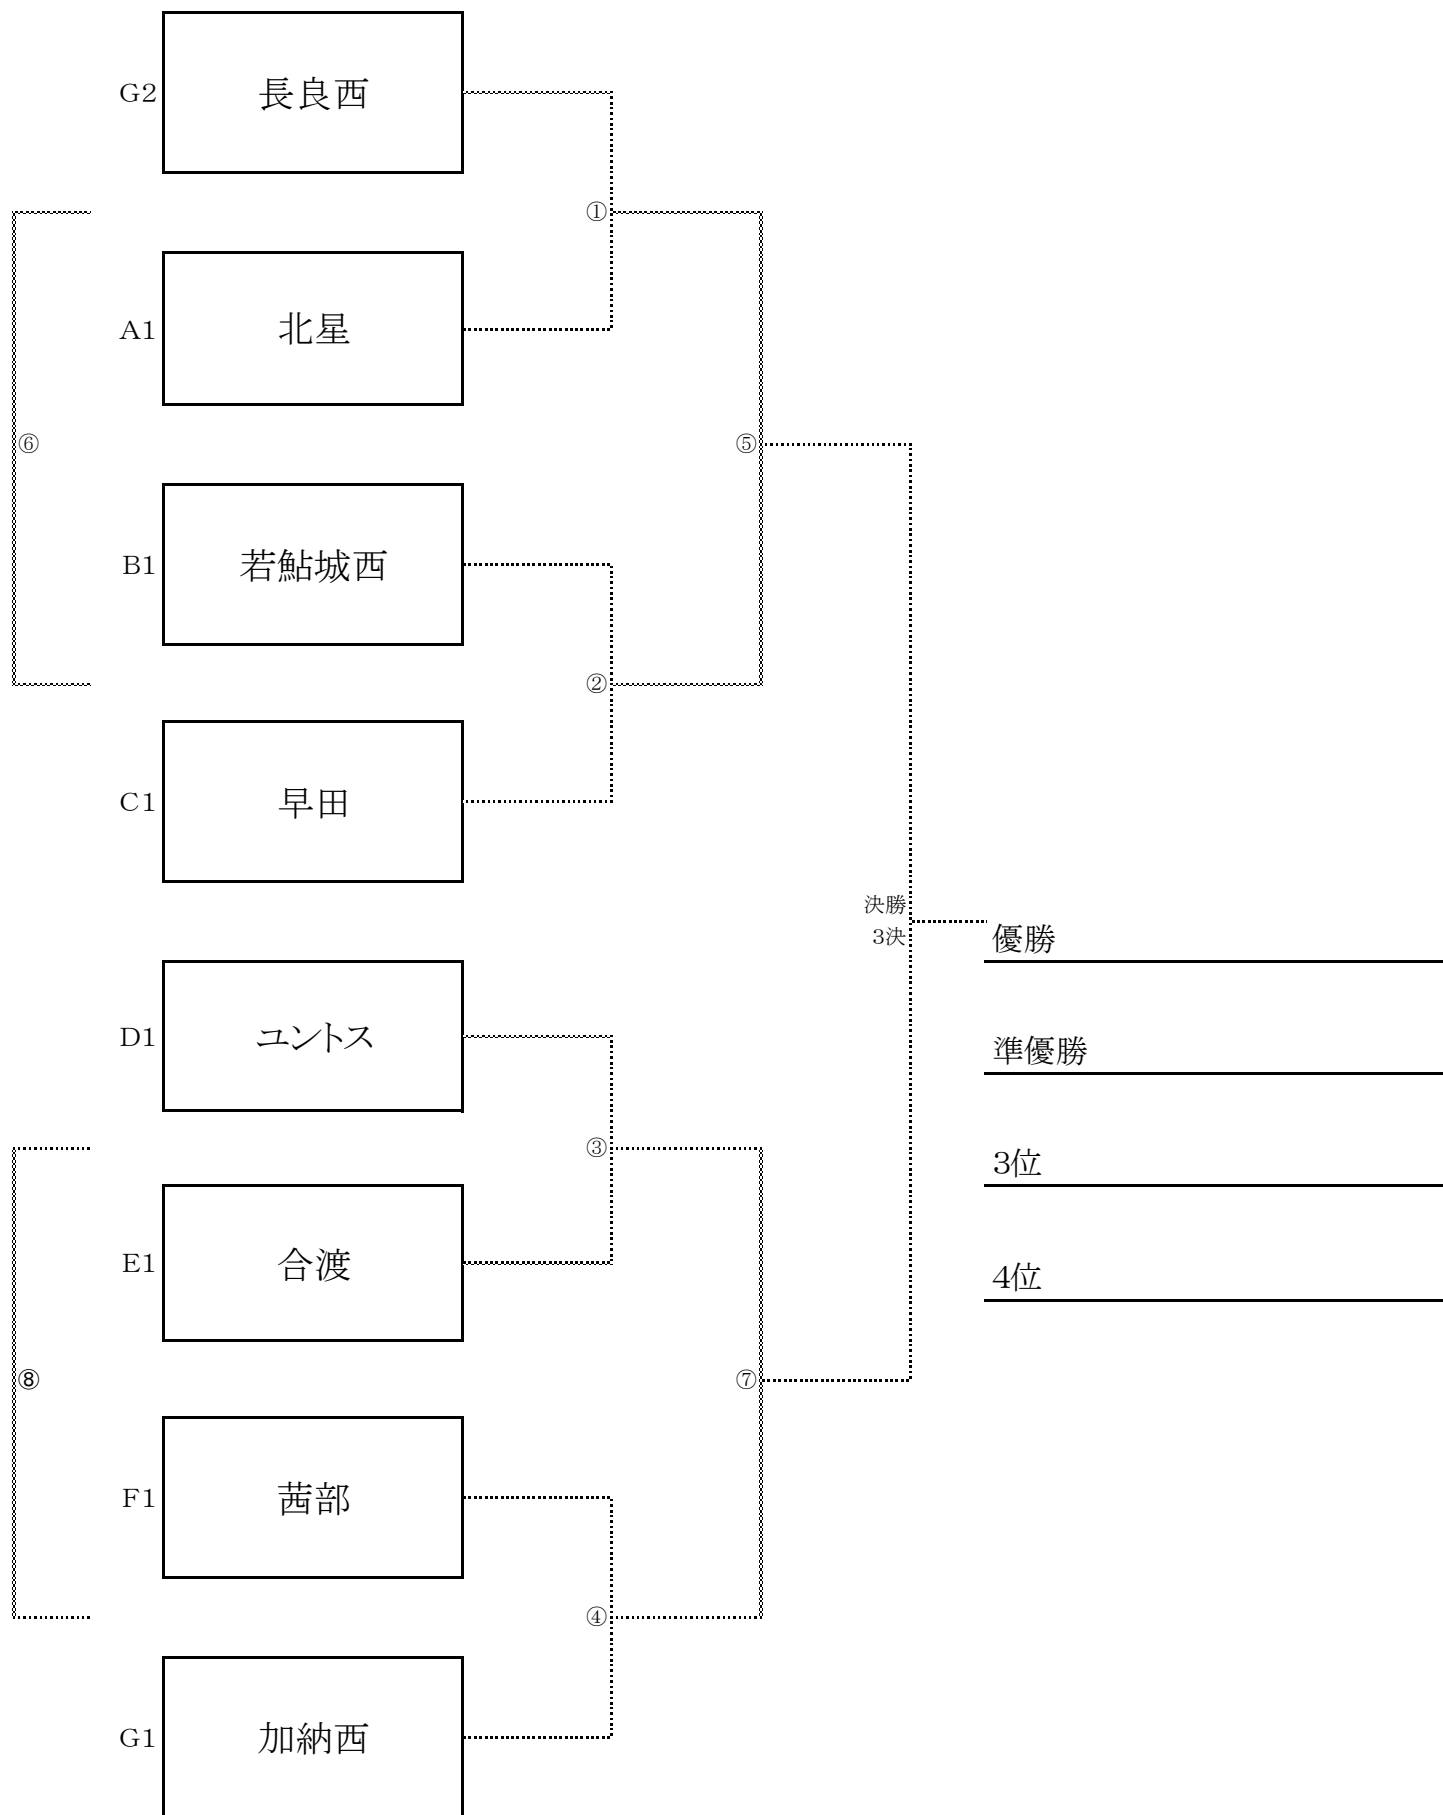 G2 長良西
①
A1 北星
⑥ ⑤
B1 若鮎城西
②
C1 早田
決勝
3決
優勝
D1 ユントス
準優勝
③
3位
E1 合渡
4位
⑧ ⑦
F1 茜部
④
G1 加納西